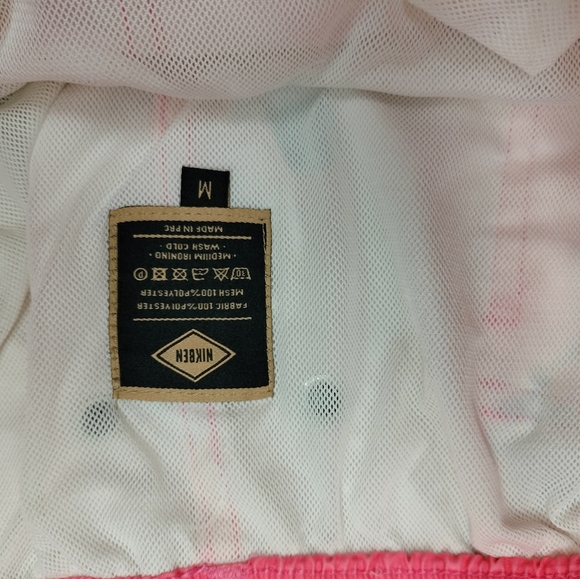 NIKBEN
FABRIC 100%POLYESTER
MESH 100%POLYESTER
P
· MEDIUM IRONING ·
· WASH COLD ·
MADE IN PRC
M